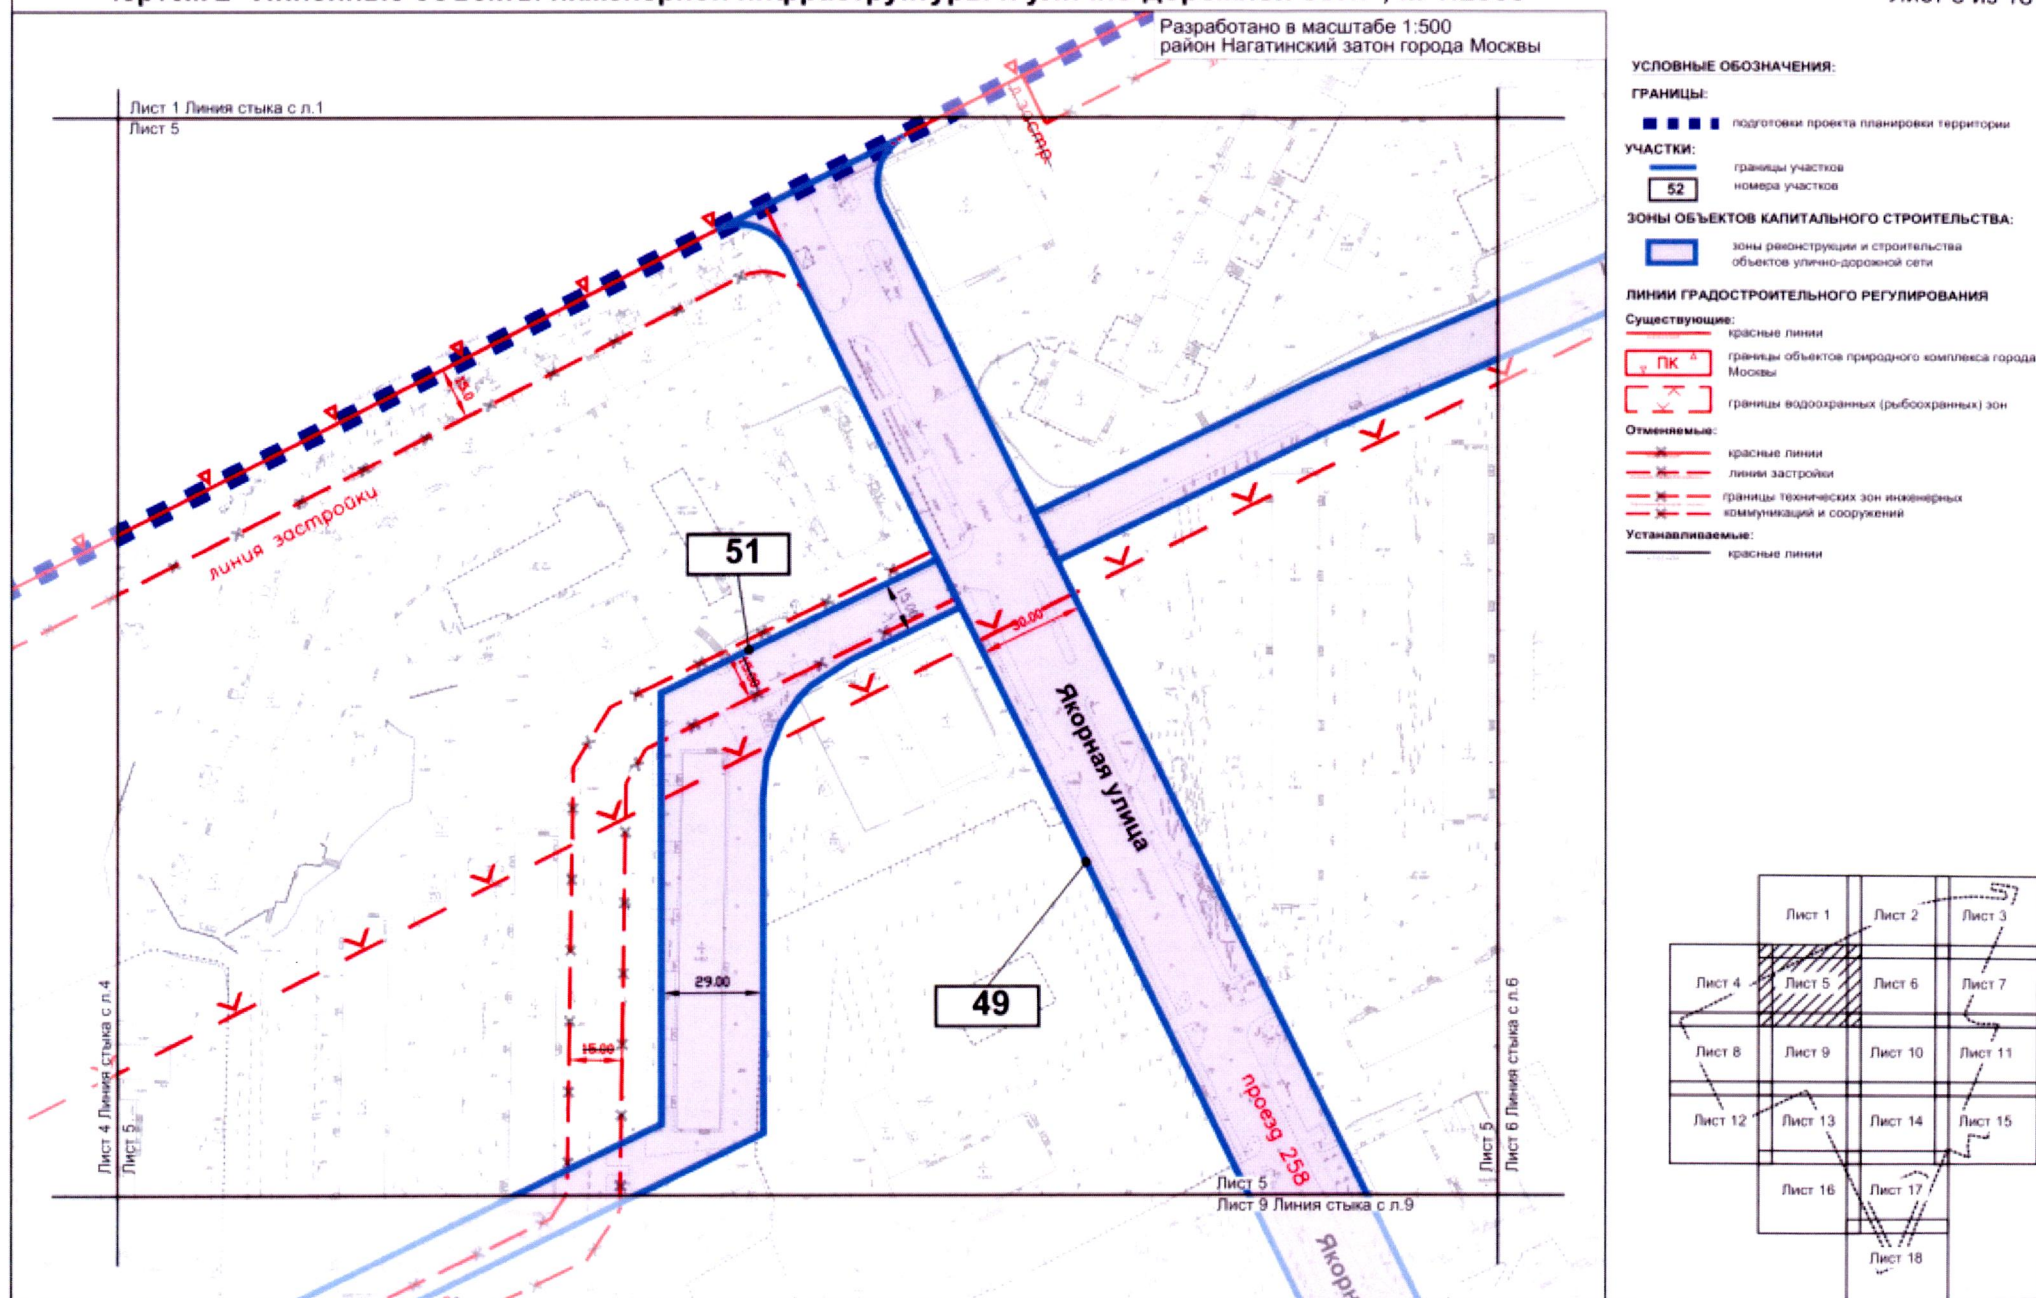 Разработано в масштабе 1:500
район Нагатинский затон города Москвы
Лист 1 Линия стыка с л.1
Лист 5
д.застр.
15.0
линия застройки
51
15.00
15.00
30.00
Якорная улица
29.00
15.00
49
проезд 258
Лист 4 Линия стыка с л.4
Лист 5
Лист 5
Лист 6 Линия стыка с л.6
Лист 5
Лист 9 Линия стыка с л.9
Якорн
УСЛОВНЫЕ ОБОЗНАЧЕНИЯ:
ГРАНИЦЫ:
подготовки проекта планировки территории
УЧАСТКИ:
границы участков
52
номера участков
ЗОНЫ ОБЪЕКТОВ КАПИТАЛЬНОГО СТРОИТЕЛЬСТВА:
зоны реконструкции и строительства
объектов улично-дорожной сети
ЛИНИИ ГРАДОСТРОИТЕЛЬНОГО РЕГУЛИРОВАНИЯ
Существующие:
красные линии
ПК
границы объектов природного комплекса города
Москвы
границы водоохранных (рыбоохранных) зон
Отменяемые:
красные линии
линии застройки
границы технических зон инженерных
коммуникаций и сооружений
Устанавливаемые:
красные линии
Лист 1
Лист 2
Лист 3
Лист 4
Лист 5
Лист 6
Лист 7
Лист 8
Лист 9
Лист 10
Лист 11
Лист 12
Лист 13
Лист 14
Лист 15
Лист 16
Лист 17
Лист 18